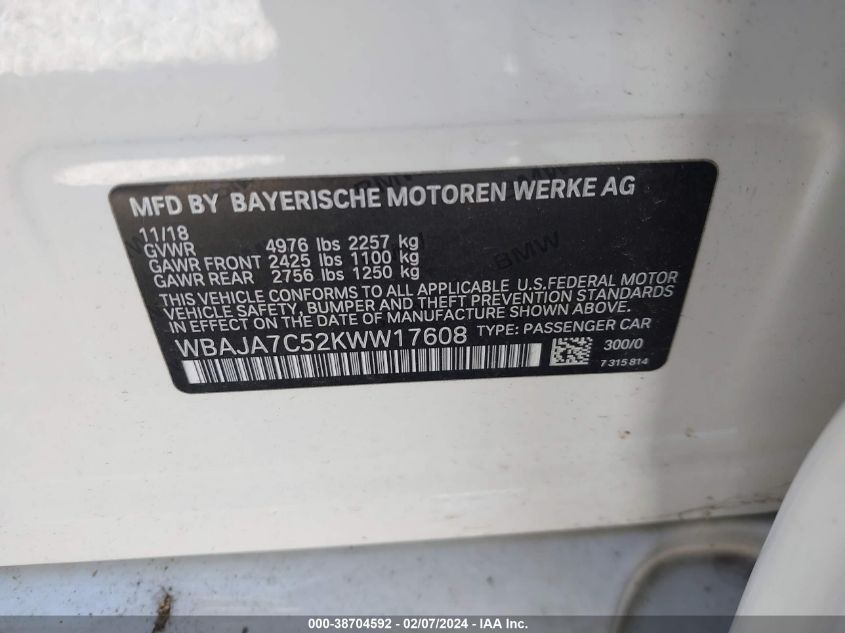 MFD BY BAYERISCHE MOTOREN WERKE AG
11/18
GVWR 4976 lbs 2257 kg
GAWR FRONT 2425 lbs 1100 kg
GAWR REAR 2756 lbs 1250 kg
THIS VEHICLE CONFORMS TO ALL APPLICABLE U.S.FEDERAL MOTOR
VEHICLE SAFETY, BUMPER AND THEFT PREVENTION STANDARDS
IN EFFECT ON THE DATE OF MANUFACTURE SHOWN ABOVE.
WBAJA7C52KWW17608 TYPE: PASSENGER CAR
300/0
7 315 814
BMW
000-38704592 - 02/07/2024 - IAA Inc.